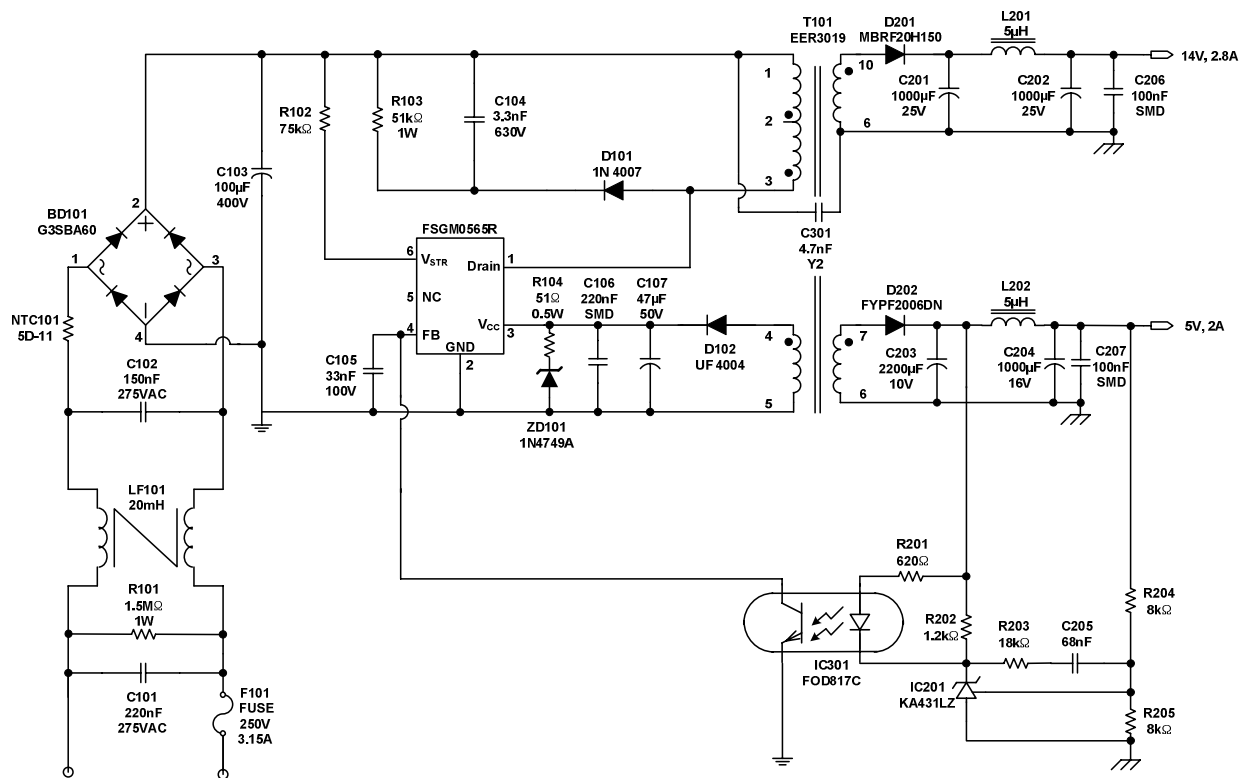 T101
EER3019
D201
MBRF20H150
L201
5µH
14V, 2.8A
1
2
3
10
6
C201
1000µF
25V
C202
1000µF
25V
C206
100nF
SMD
R102
75kΩ
R103
51kΩ
1W
C104
3.3nF
630V
D101
1N 4007
C103
100µF
400V
C301
4.7nF
Y2
BD101
G3SBA60
2
1
3
4
FSGM0565R
6
VSTR
5
NC
4
FB
GND
2
Drain
1
VCC
3
R104
51Ω
0.5W
C106
220nF
SMD
C107
47µF
50V
D102
UF 4004
4
5
7
6
D202
FYPF2006DN
L202
5µH
5V, 2A
C203
2200µF
10V
C204
1000µF
16V
C207
100nF
SMD
NTC101
5D-11
C102
150nF
275VAC
C105
33nF
100V
ZD101
1N4749A
LF101
20mH
R101
1.5MΩ
1W
C101
220nF
275VAC
F101
FUSE
250V
3.15A
R201
620Ω
R202
1.2kΩ
R203
18kΩ
C205
68nF
R204
8kΩ
IC301
FOD817C
IC201
KA431LZ
R205
8kΩ